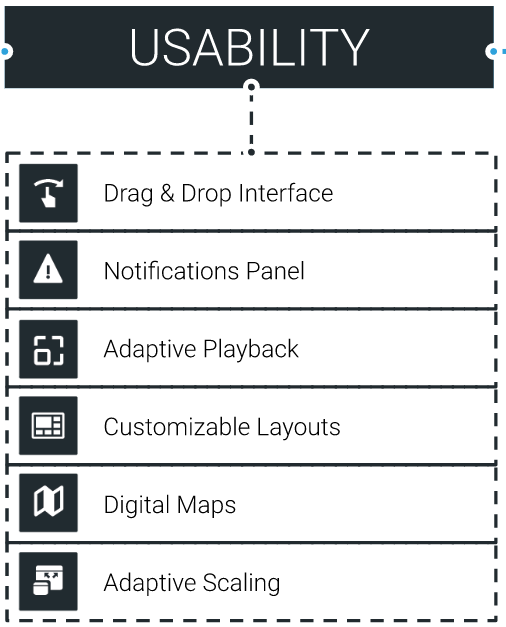 USABILITY
Drag & Drop Interface
Notifications Panel
Adaptive Playback
Customizable Layouts
Digital Maps
Adaptive Scaling